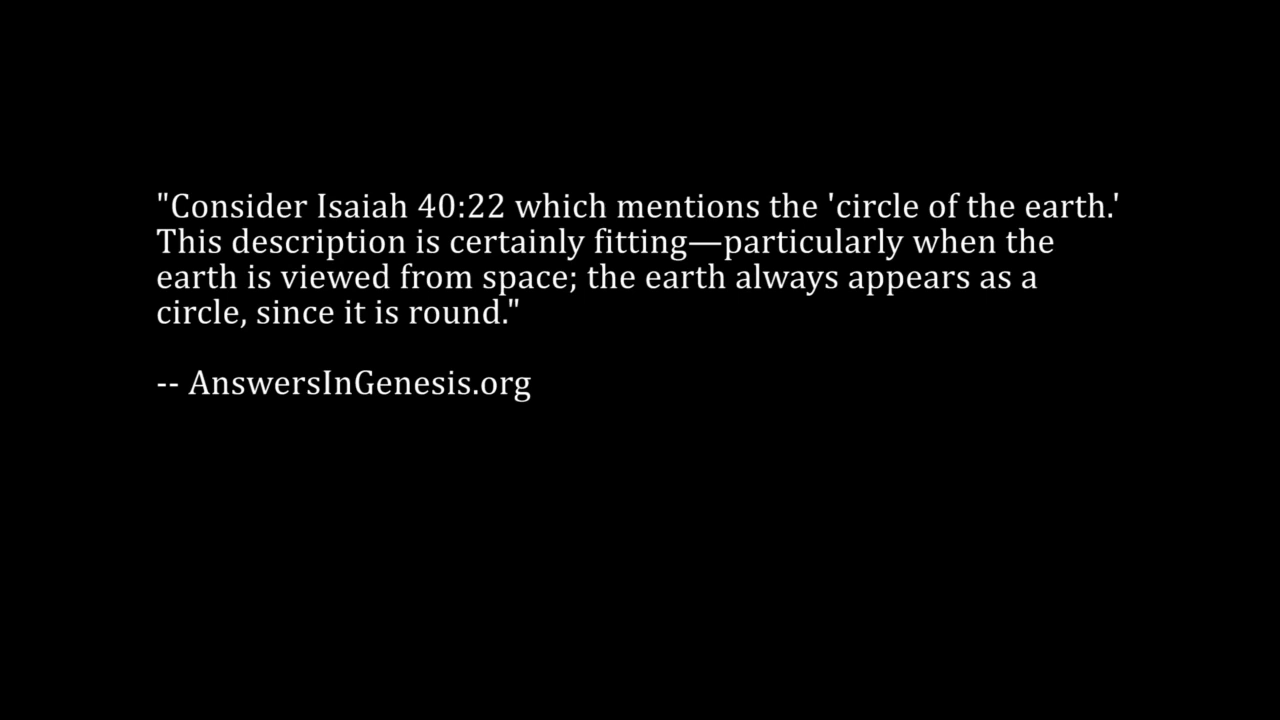 "Consider Isaiah 40:22 which mentions the 'circle of the earth.'
This description is certainly fitting—particularly when the
earth is viewed from space; the earth always appears as a
circle, since it is round."
-- AnswersInGenesis.org